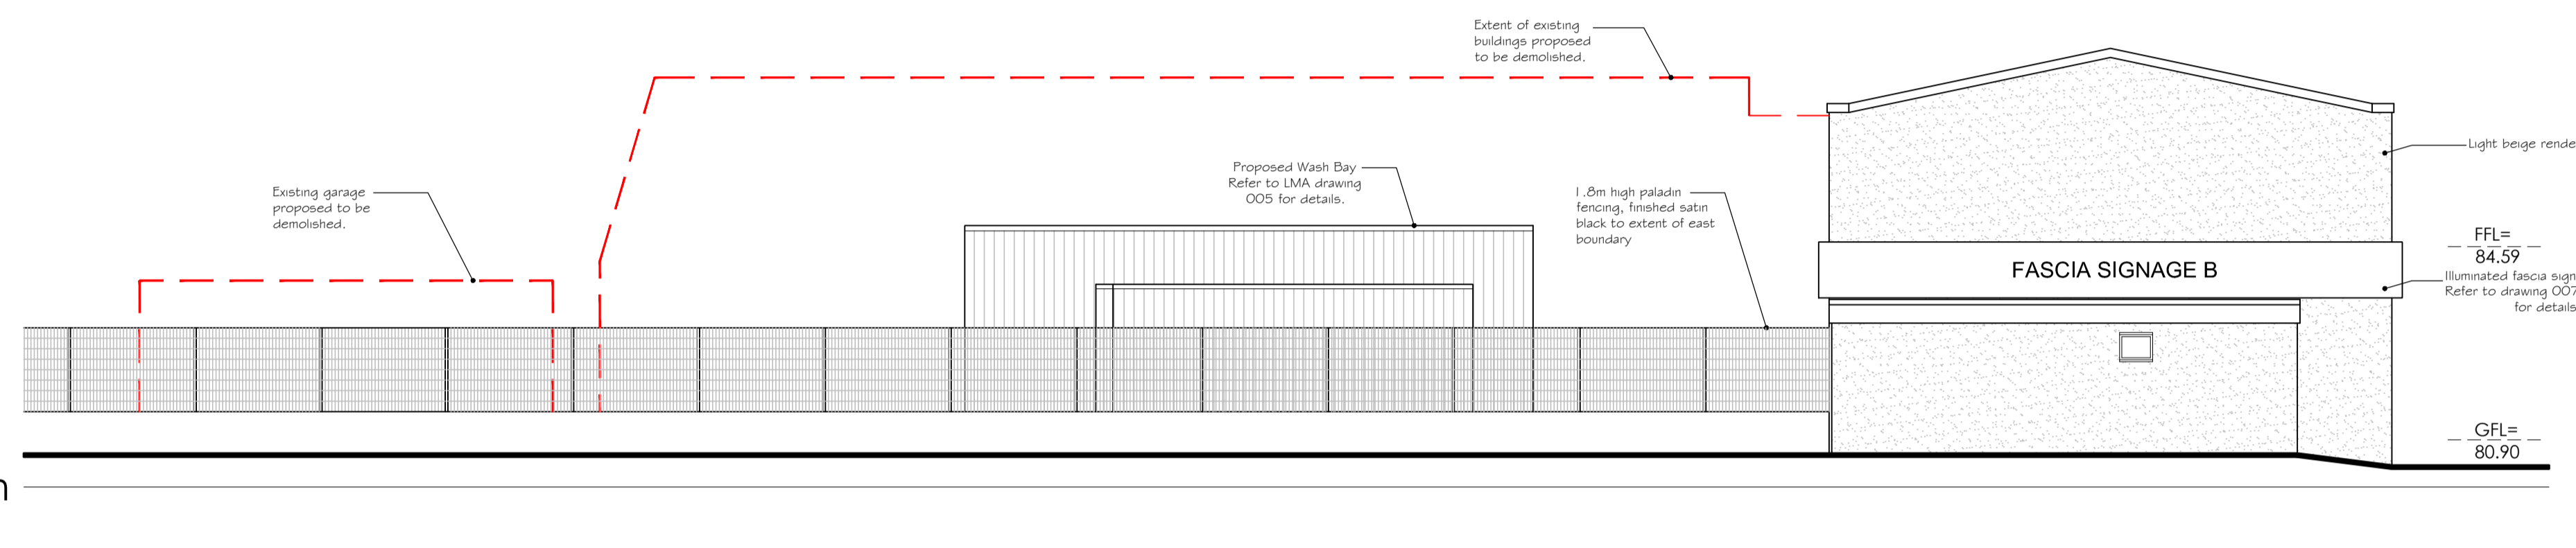 Extent of existing
buildings proposed
to be demolished.
Light beige rende
Proposed Wash Bay
Refer to LMA drawing
005 for details.
Existing garage
proposed to be
demolished.
1.8m high paladin
fencing, finished satin
black to extent of east
boundary
FFL=
84.59
FASCIA SIGNAGE B
Illuminated fascia sign
Refer to drawing 007
for details
GFL=
80.90
n